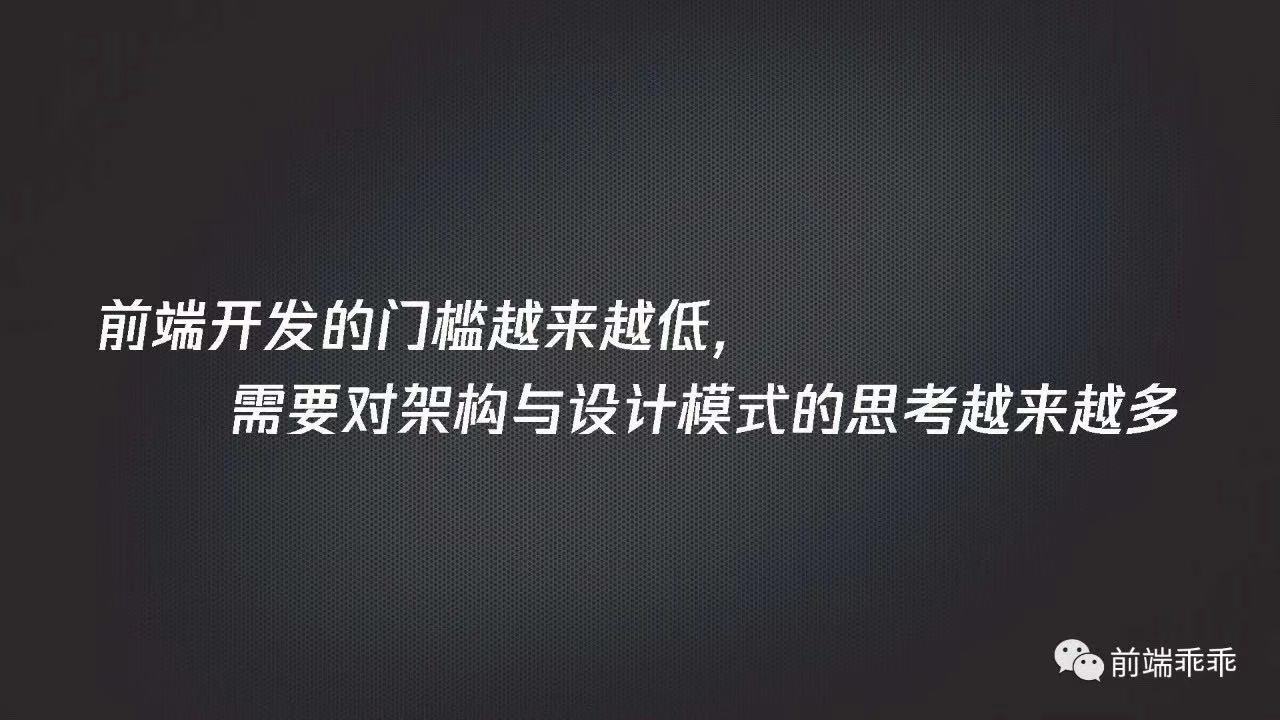 前端开发的门槛越来越低,
需要对架构与设计模式的思考越来越多
前端乖乖